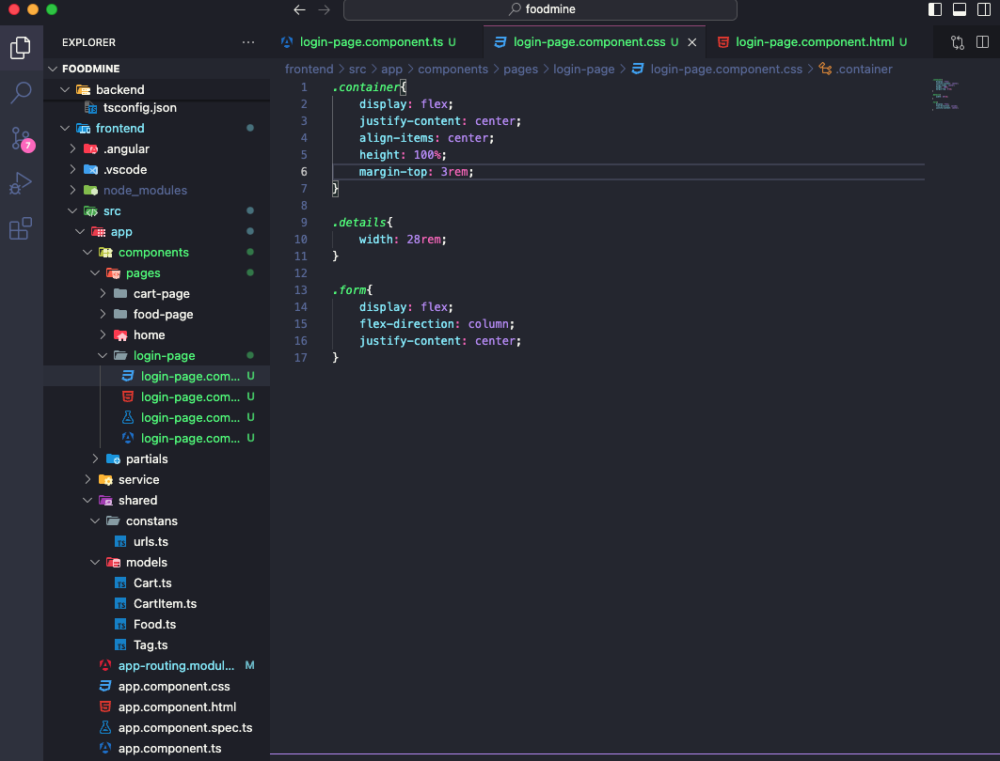 foodmine
EXPLORER
login-page.component.ts U
login-page.component.css U
login-page.component.html U
FOODMINE
frontend > src > app > components > pages > login-page > login-page.component.css > .container
backend
tsconfig.json
frontend
.angular
.vscode
node_modules
src
app
components
pages
cart-page
food-page
home
login-page
login-page.com... U
login-page.com... U
login-page.com... U
login-page.com... U
partials
service
shared
constans
urls.ts
models
Cart.ts
CartItem.ts
Food.ts
Tag.ts
app-routing.modul... M
app.component.css
app.component.html
app.component.spec.ts
app.component.ts
7
1 .container{
2 display: flex;
3 justify-content: center;
4 align-items: center;
5 height: 100%;
6 margin-top: 3rem;
7 }
8
9 .details{
10 width: 28rem;
11 }
12
13 .form{
14 display: flex;
15 flex-direction: column;
16 justify-content: center;
17 }